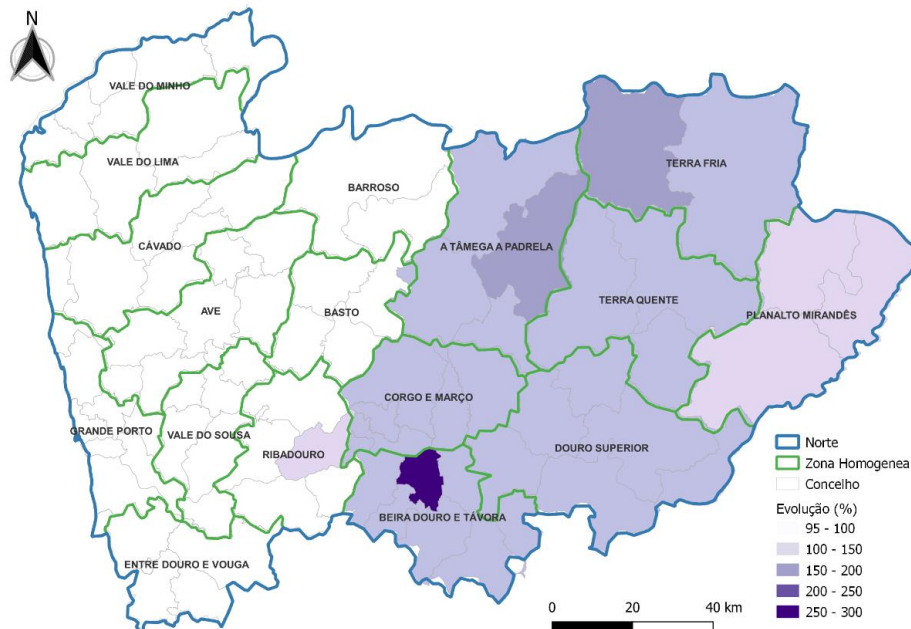 N
VALE DO MINHO
VALE DO LIMA
TERRA FRIA
BARROSO
CÁVADO
A TÂMEGA A PADRELA
TERRA QUENTE
AVE
BASTO
PLANALTO MIRANDÊS
CORGO E MARÇO
GRANDE PORTO
VALE DO SOUSA
RIBADOURO
DOURO SUPERIOR
BEIRA DOURO E TÁVORA
ENTRE DOURO E VOUGA
Norte
Zona Homogenea
Concelho
Evolução (%)
95 - 100
100 - 150
150 - 200
200 - 250
250 - 300
0 20 40 km